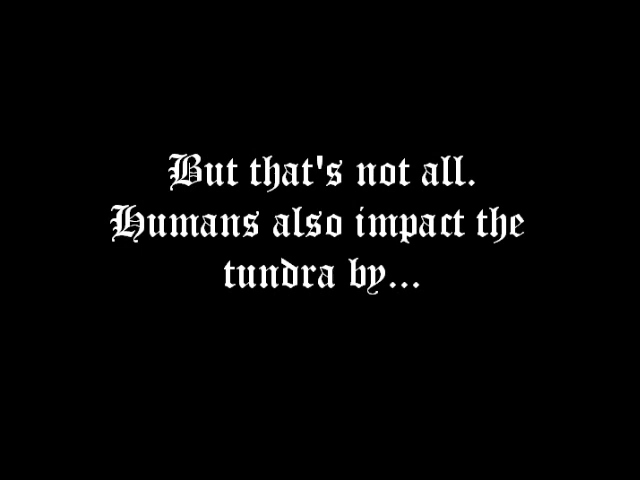 But that's not all.
Humans also impact the
tundra by...